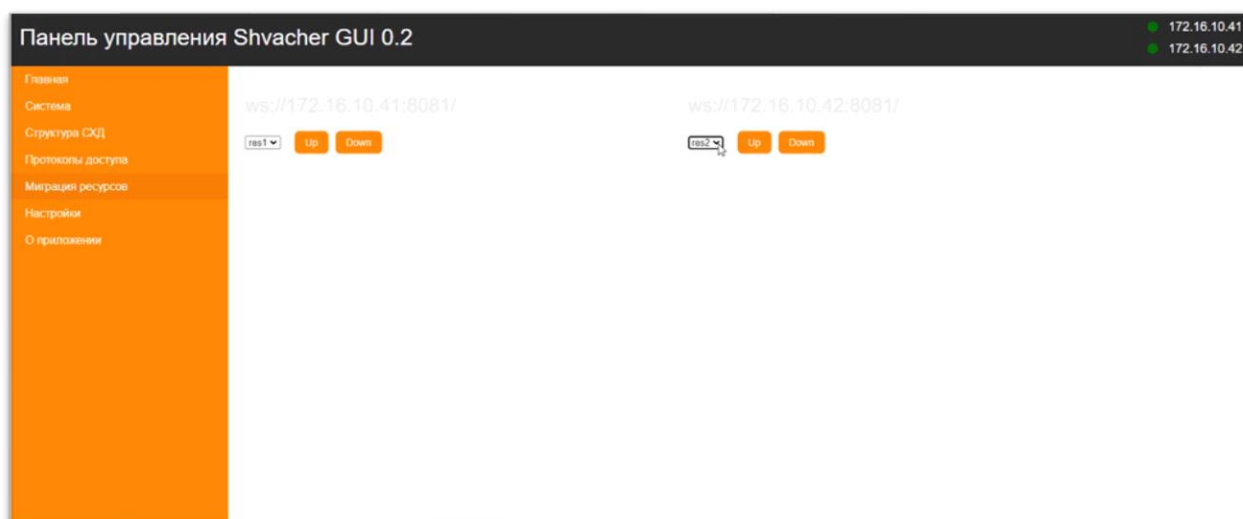 Панель управления Shvacher GUI 0.2
172.16.10.41
172.16.10.42
Главная
Система
Структура СХД
Протоколы доступа
Миграция ресурсов
Настройки
О приложении
ws://172.16.10.41:8081/
res1 Up Down
ws://172.16.10.42:8081/
res2 Up Down